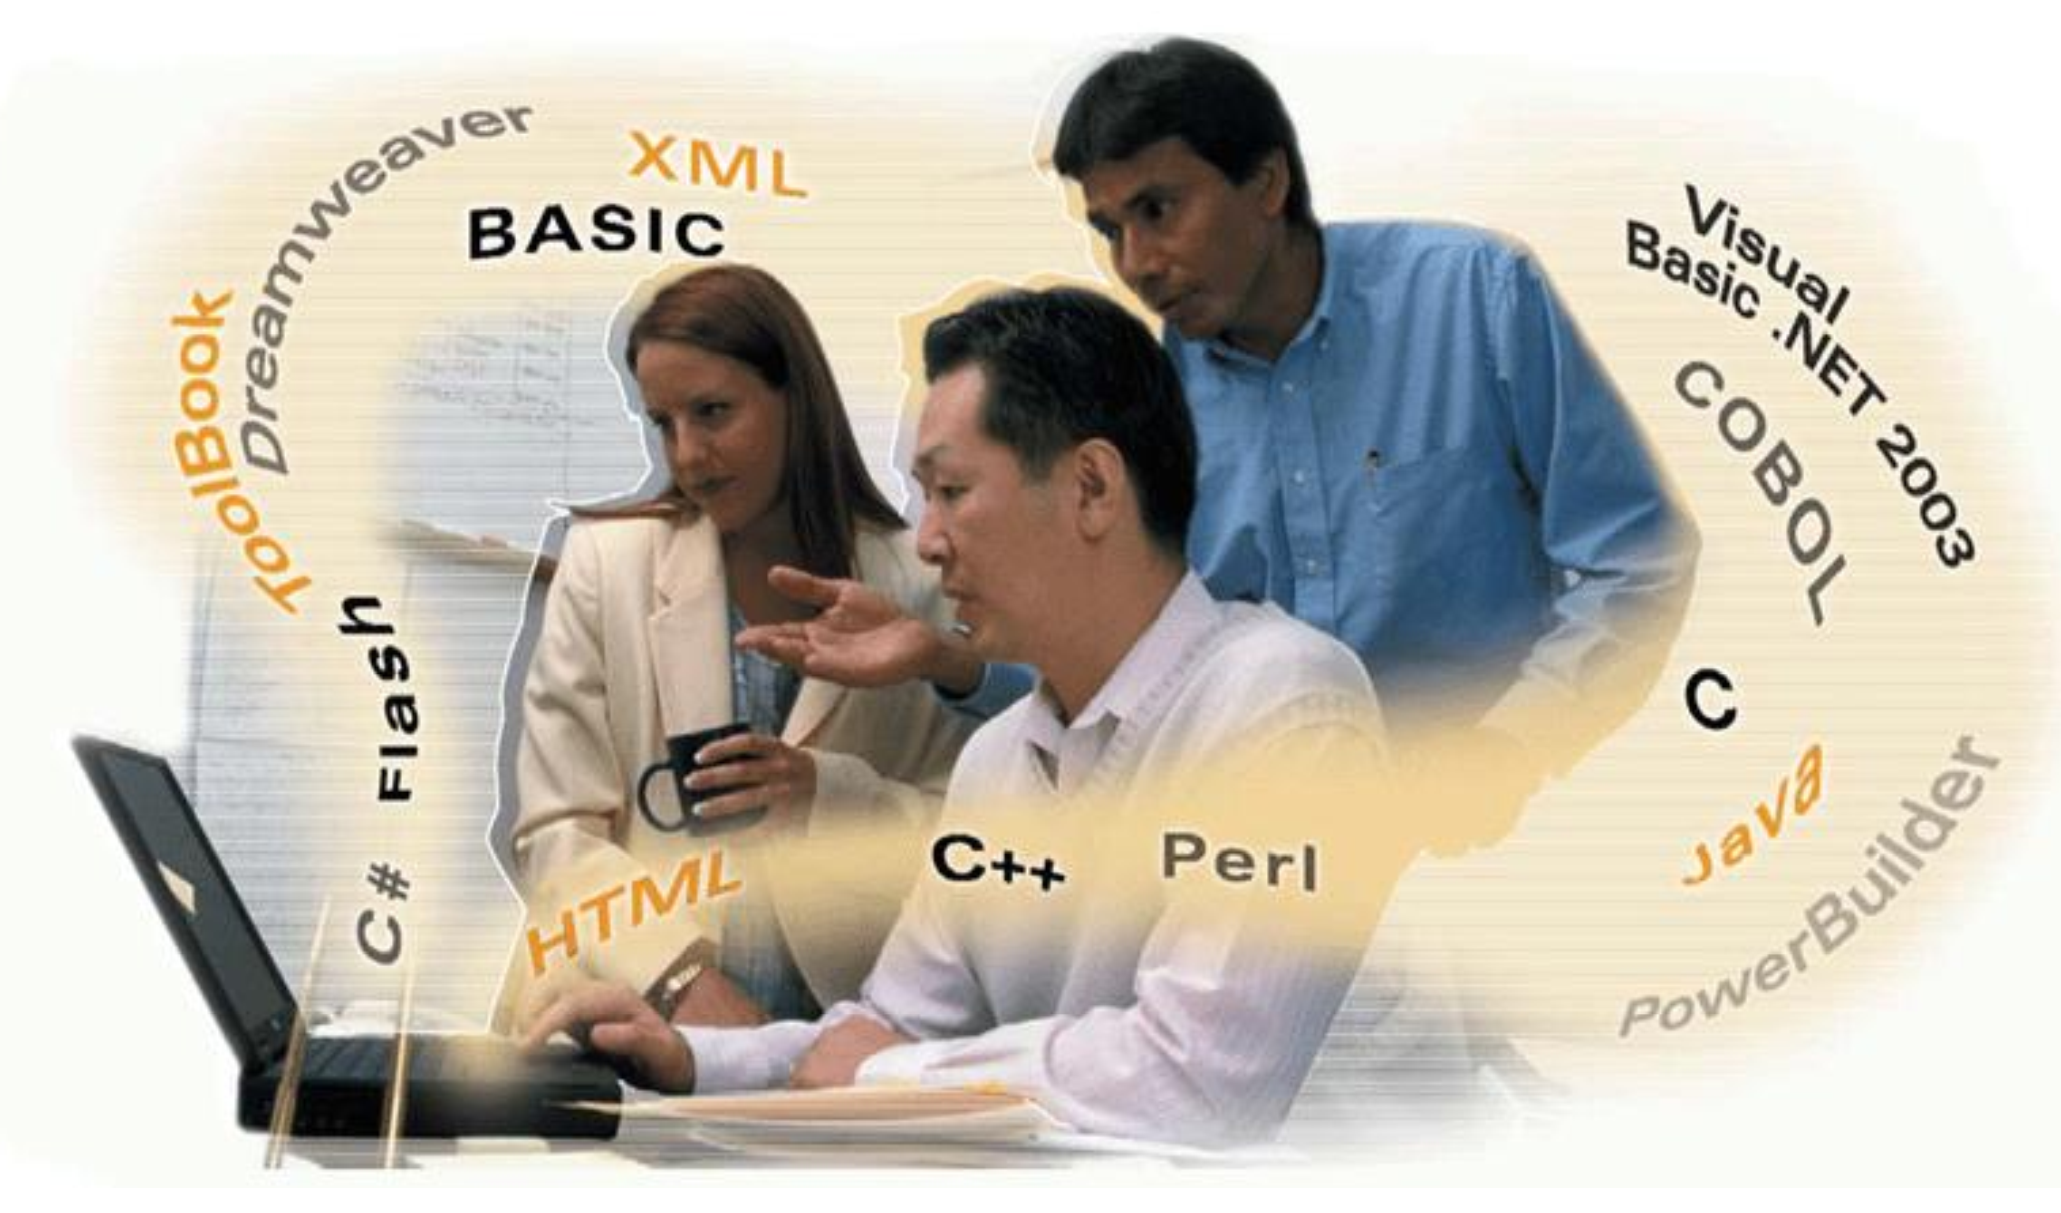 Dreamweaver
XML
BASIC
ToolBook
Flash
C#
HTML
C++
Perl
Visual
Basic .NET 2003
COBOL
C
Java
PowerBuilder